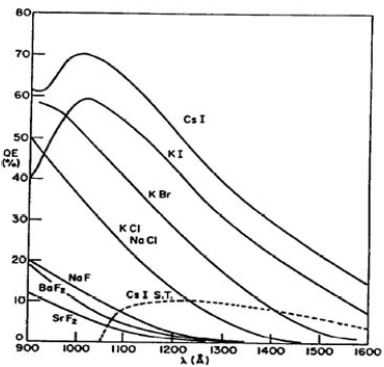 80
70
60
50
QE
(%)
40
30
20
10
0
Cs I
K I
K Br
K Cl
Na Cl
NaF
BaF₂
SrF₂
Cs I S.T.
900 1000 1100 1200 1300 1400 1500 1600
λ (Å)